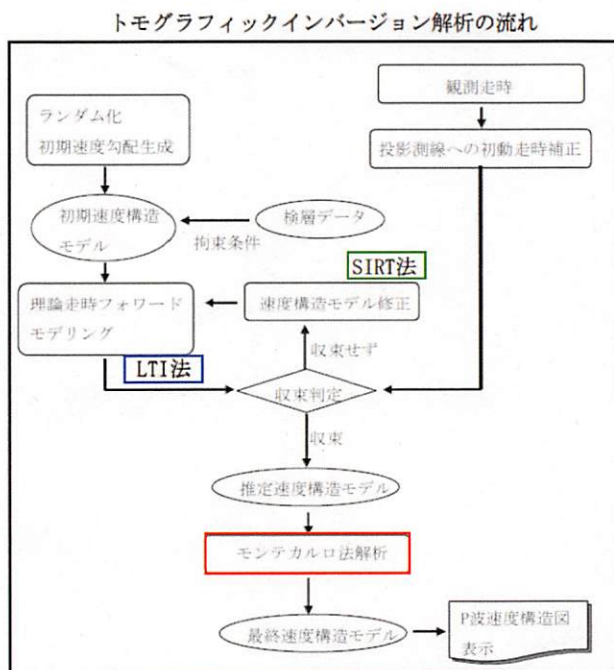 トモグラフィックインバージョン解析の流れ
ランダム化
初期速度勾配生成
観測走時
投影測線への初動走時補正
初期速度構造
モデル
検層データ
拘束条件
SIRT法
理論走時フォワード
モデリング
速度構造モデル修正
LTI法
収束せず
収束判定
収束
推定速度構造モデル
モンテカルロ法解析
最終速度構造モデル
P波速度構造図
表示